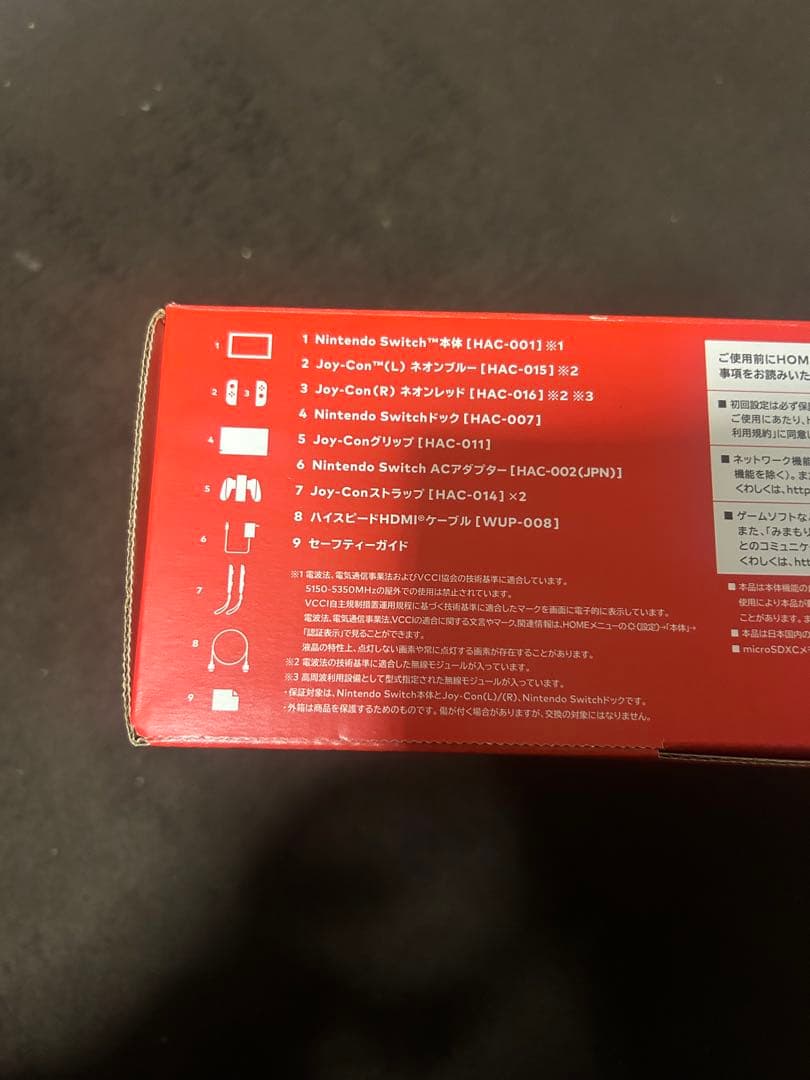 1 Nintendo Switch™本体 [HAC-001] ※1
2 Joy-Con™(L) ネオンブルー [HAC-015] ※2
3 Joy-Con(R) ネオンレッド [HAC-016] ※2 ※3
4 Nintendo Switchドック [HAC-007]
5 Joy-Conグリップ [HAC-011]
6 Nintendo Switch ACアダプター [HAC-002(JPN)]
7 Joy-Conストラップ [HAC-014] ×2
8 ハイスピードHDMI®ケーブル [WUP-008]
9 セーフティーガイド
1
2
3
4
5
6
7
8
9
※1 電波法、電気通信事業法およびVCCI協会の技術基準に適合しています。
5150-5350MHzの屋外での使用は禁止されています。
VCCI自主規制措置運用規程に基づく技術基準に適合したマークを画面に電子的に表示しています。
電波法、電気通信事業法、VCCIの適合に関する文言やマーク、関連情報は、HOMEメニューの〈設定〉→「本体」→
「認証表示」で見ることができます。
液晶の特性上、点灯しない画素や常に点灯する画素が存在することがあります。
※2 電波法の技術基準に適合した無線モジュールが入っています。
※3 高周波利用設備として型式指定された無線モジュールが入っています。
・保証対象は、Nintendo Switch本体とJoy-Con(L)/(R)、Nintendo Switchドックです。
・外箱は商品を保護するためのものです。傷が付く場合がありますが、交換の対象にはなりません。
ご使用前にHOM
事項をお読みいた
■ 初回設定は必ず保
ご使用にあたり、
利用規約」に同意
■ ネットワーク機能
機能を除く)。ま
くわしくは、http
■ ゲームソフトな
また、「みまもり
とのコミュニケ
くわしくは、htt
■ 本品は本体機能の
使用により本品が
ことがあります。
■ 本品は日本国内の
■ microSDXCメモ